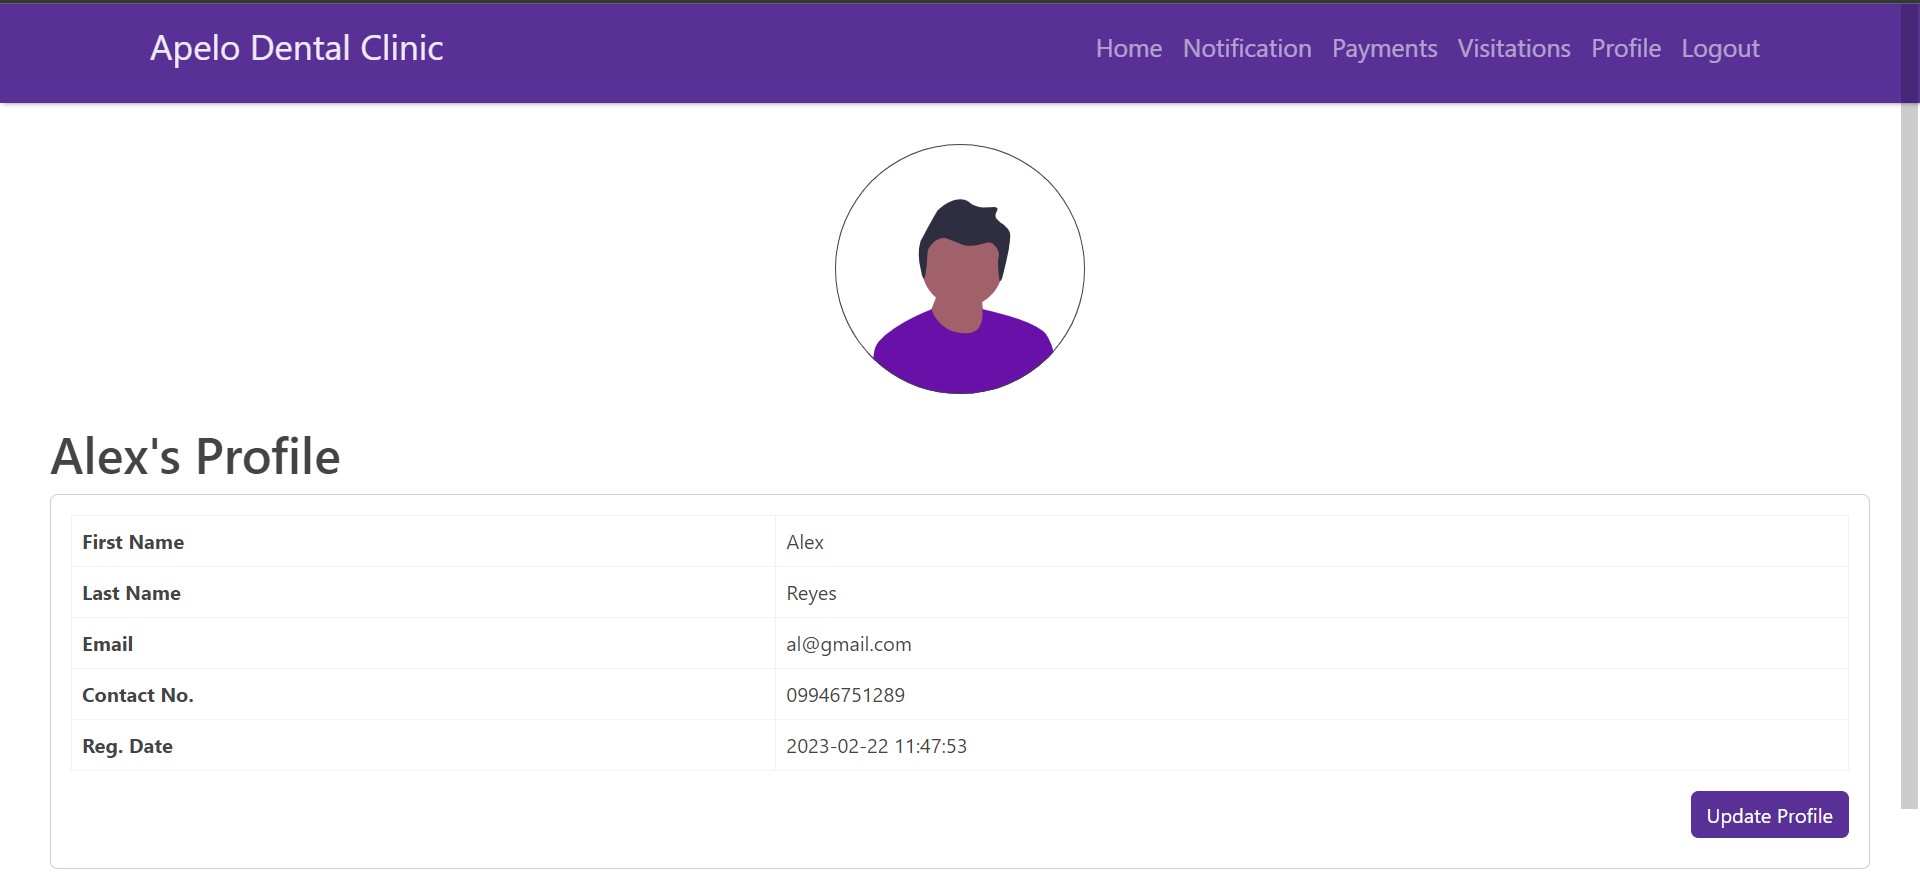 Apelo Dental Clinic
Home Notification Payments Visitations Profile Logout
Alex's Profile
First Name Alex
Last Name Reyes
Email al@gmail.com
Contact No. 09946751289
Reg. Date 2023-02-22 11:47:53
Update Profile